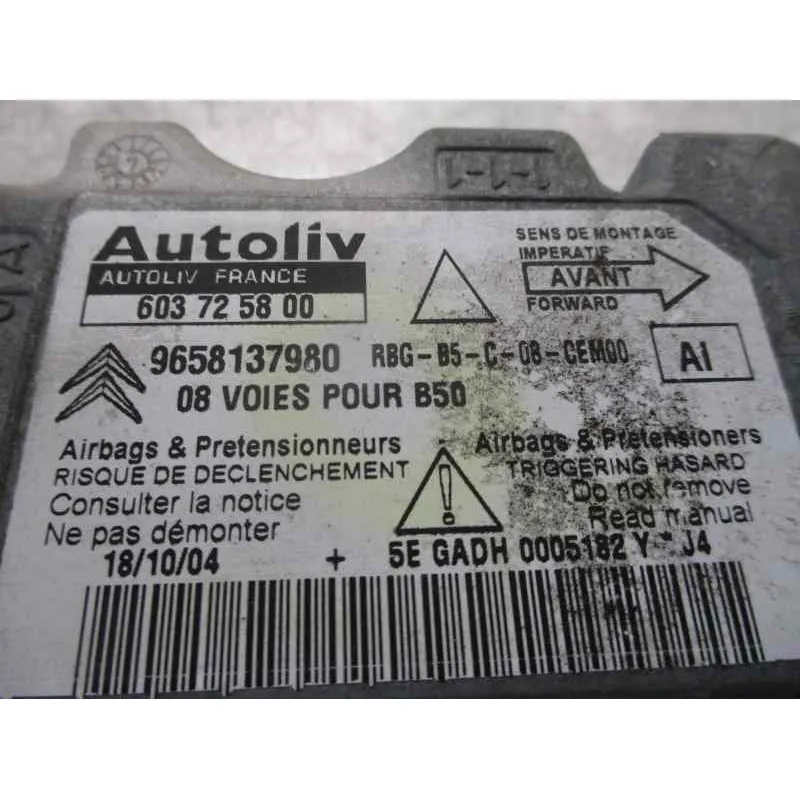 Autoliv
AUTOLIV FRANCE
603 72 58 00
SENS DE MONTAGE
IMPERATIF
AVANT
FORWARD
9658137980 RBG-B5-C-08-CEM00
AI
08 VOIES POUR B50
Airbags & Pretensionneurs
RISQUE DE DECLENCHEMENT
Consulter la notice
Ne pas démonter
Airbags & Pretensioners
TRIGGERING HASARD
Do not remove
Read manual
!
18/10/04 + 5E GADH 0005182 Y * J4